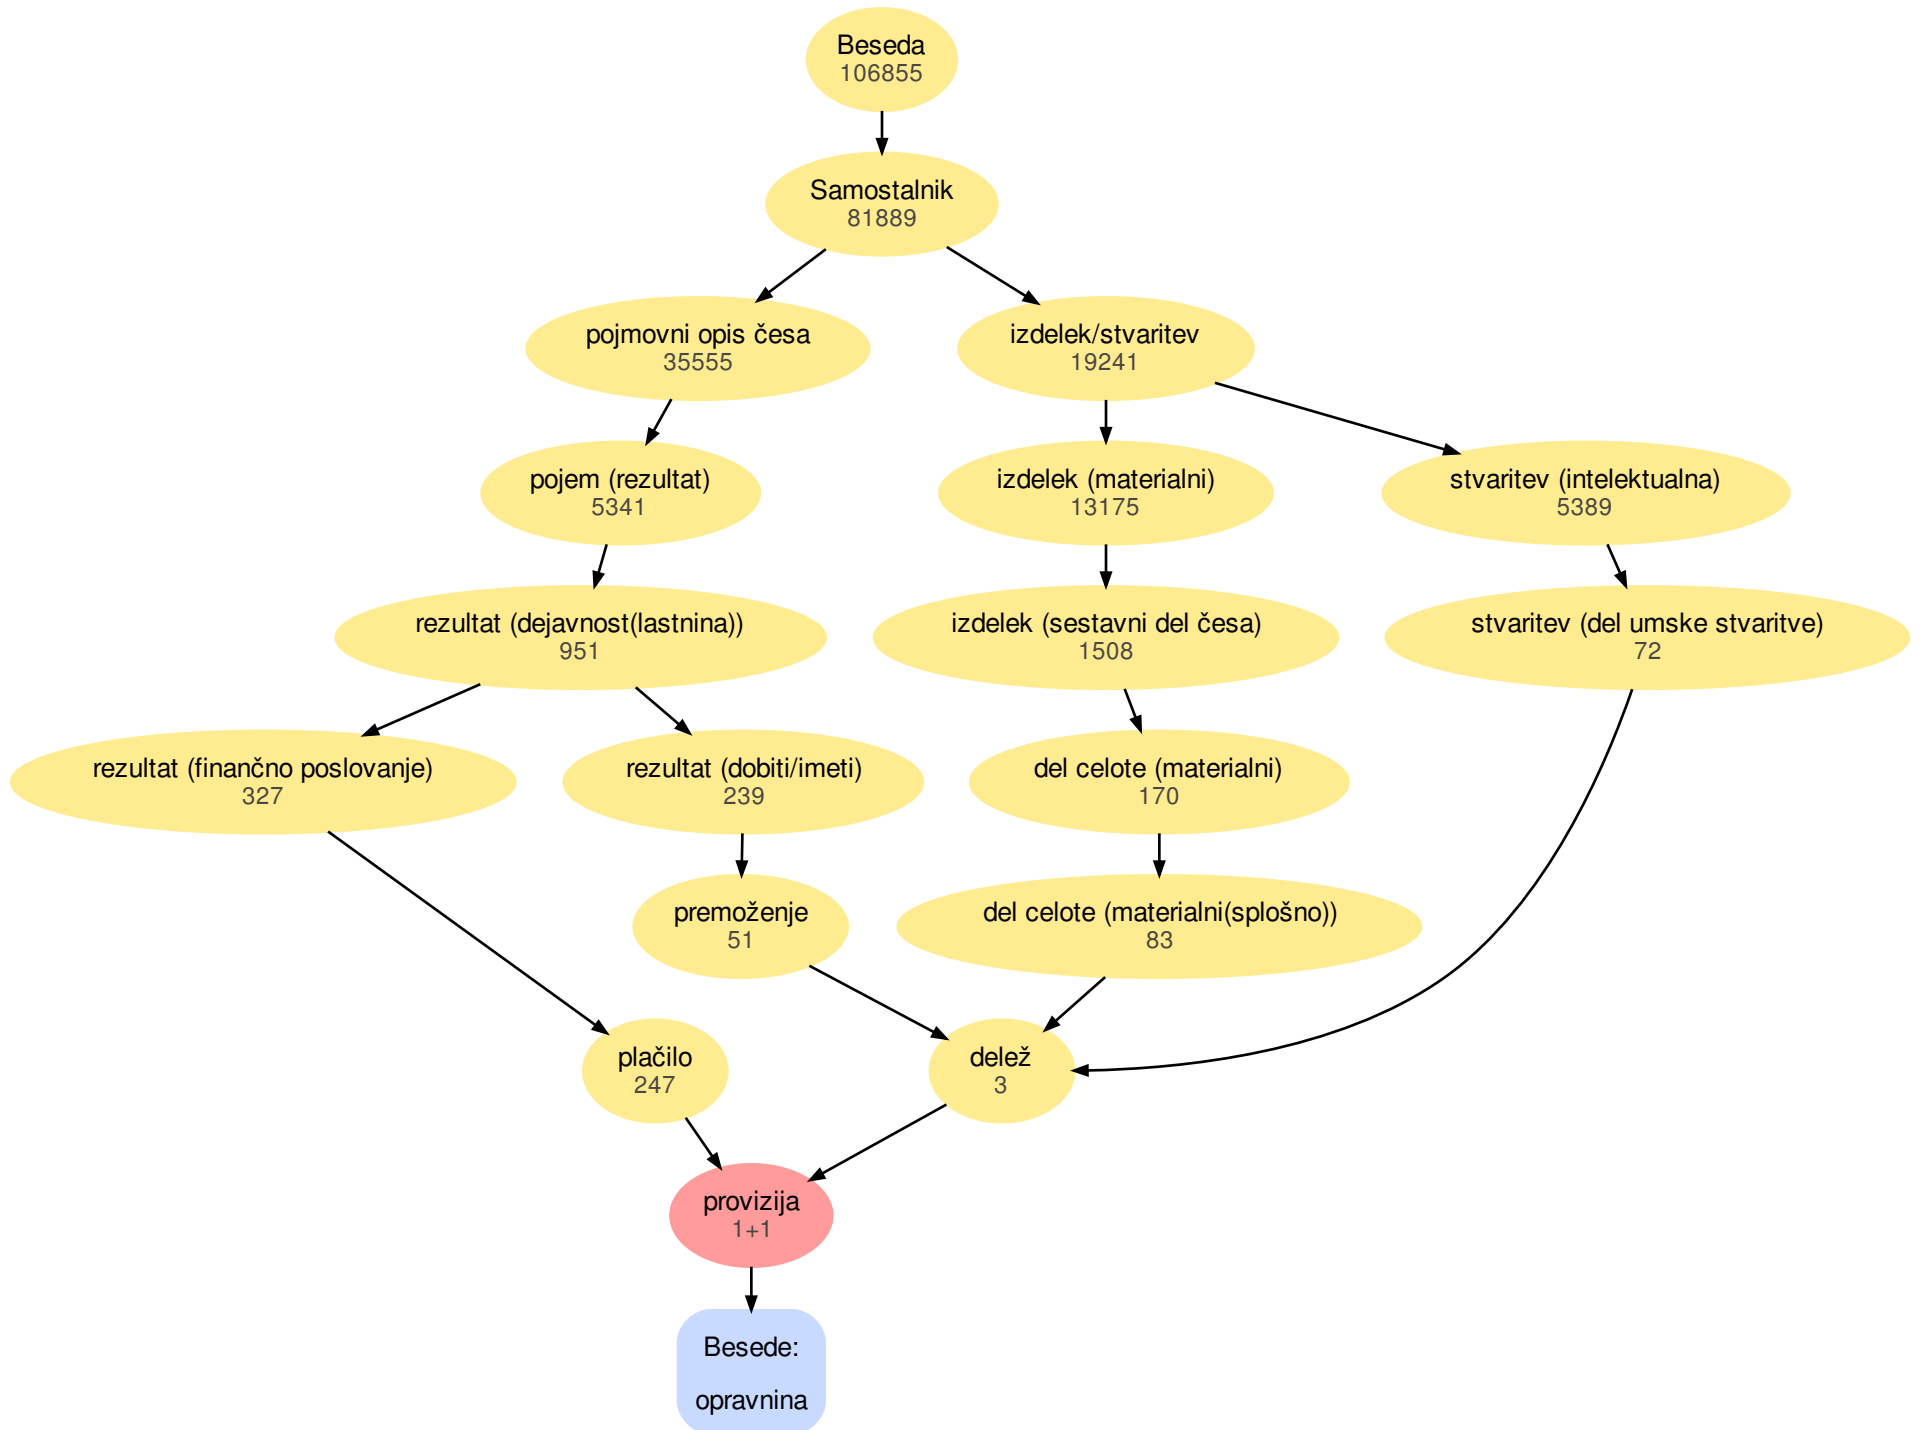 Beseda
106855
Samostalnik
81889
pojmovni opis česa
35555
izdelek/stvaritev
19241
pojem (rezultat)
5341
izdelek (materialni)
13175
stvaritev (intelektualna)
5389
rezultat (dejavnost(lastnina))
951
izdelek (sestavni del česa)
1508
stvaritev (del umske stvaritve)
72
rezultat (finančno poslovanje)
327
rezultat (dobiti/imeti)
239
del celote (materialni)
170
premoženje
51
del celote (materialni(splošno))
83
plačilo
247
delež
3
provizija
1+1
Besede:
opravnina